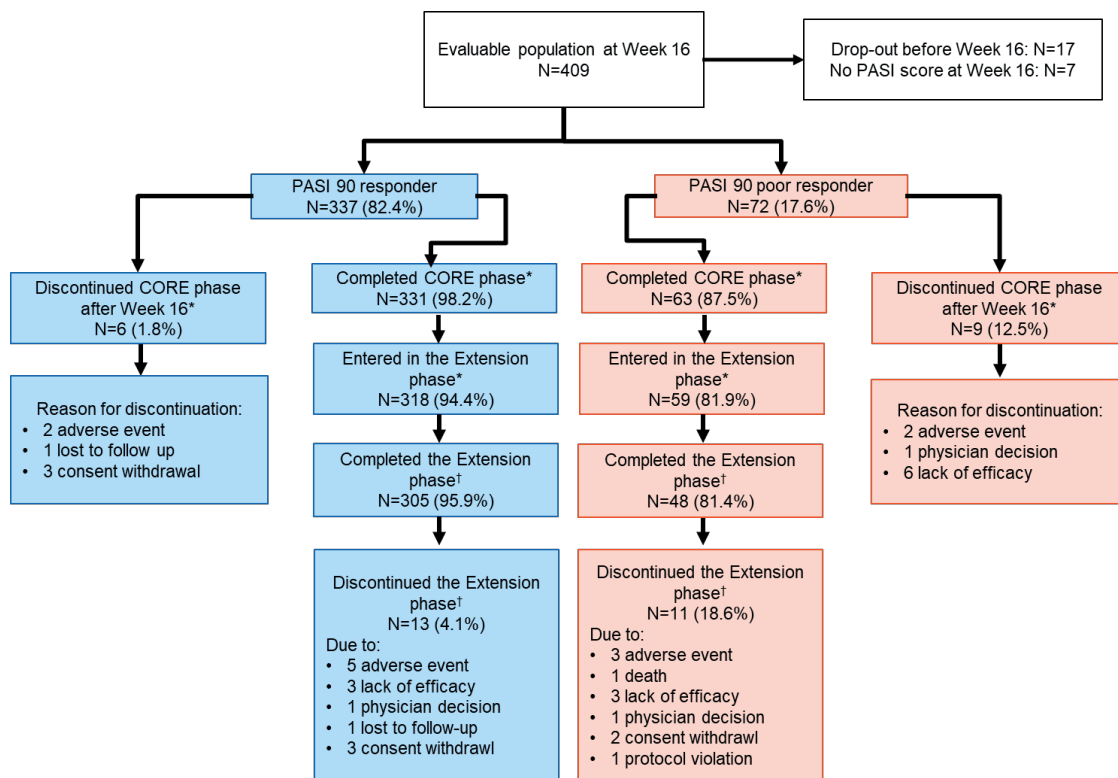 Evaluable population at Week 16
N=409
Drop-out before Week 16: N=17
No PASI score at Week 16: N=7
PASI 90 responder
N=337 (82.4%)
PASI 90 poor responder
N=72 (17.6%)
Discontinued CORE phase
after Week 16*
N=6 (1.8%)
Completed CORE phase*
N=331 (98.2%)
Completed CORE phase*
N=63 (87.5%)
Discontinued CORE phase
after Week 16*
N=9 (12.5%)
Entered in the Extension
phase*
N=318 (94.4%)
Entered in the Extension
phase*
N=59 (81.9%)
Reason for discontinuation:
• 2 adverse event
• 1 lost to follow up
• 3 consent withdrawal
Reason for discontinuation:
• 2 adverse event
• 1 physician decision
• 6 lack of efficacy
Completed the Extension
phase†
N=305 (95.9%)
Completed the Extension
phase†
N=48 (81.4%)
Discontinued the Extension
phase†
N=13 (4.1%)
Due to:
• 5 adverse event
• 3 lack of efficacy
• 1 physician decision
• 1 lost to follow-up
• 3 consent withdrawl
Discontinued the Extension
phase†
N=11 (18.6%)
Due to:
• 3 adverse event
• 1 death
• 3 lack of efficacy
• 1 physician decision
• 2 consent withdrawl
• 1 protocol violation